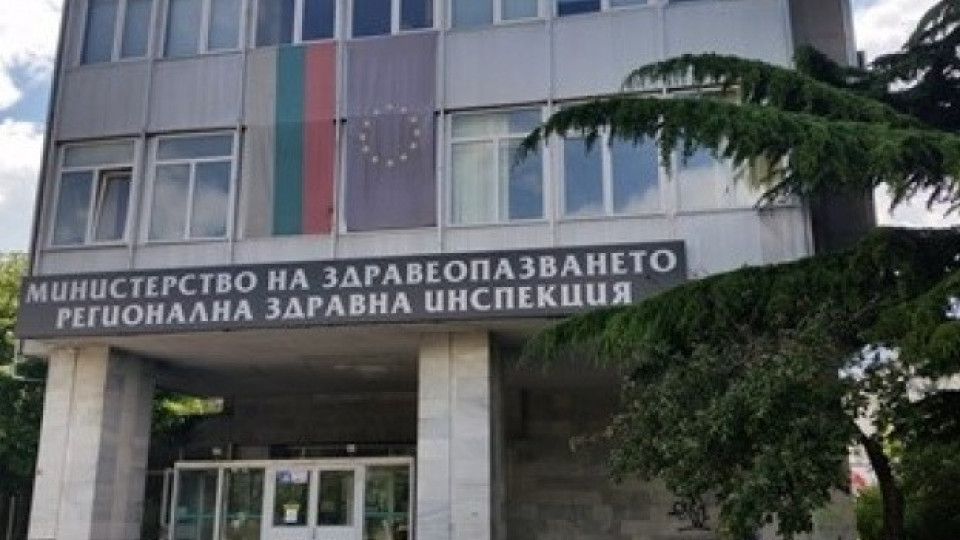 МИНИСТЕРСТВО НА ЗДРАВЕОПАЗВАНЕТО
РЕГИОНАЛНА ЗДРАВНА ИНСПЕКЦИЯ